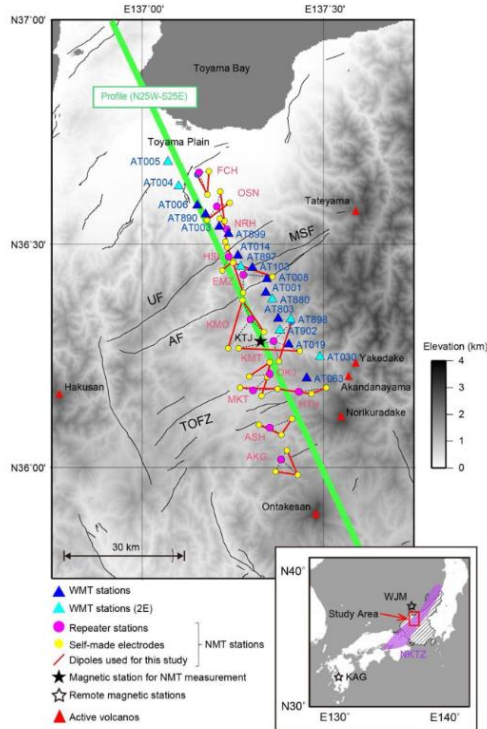 E137°00'
E137°30'
N37°00'
Toyama Bay
Profile (N25W-S25E)
Toyama Plain
AT005
FCH
AT004
OSN
AT006
AT890
NRH
AT003
AT899
Tateyama
N36°30'
AT014
MSF
AT897
AT103
EMZ
AT008
UF
AT001
AT880
AT803
KMO
AT898
AF
AT902
KTJ
AT019
KMT
AT030
Yakedake
Hakusan
OKJ
AT063
Akandanayama
MKT
Norikuradake
TOFZ
ASH
N36°00'
AKG
Ontakesan
30 km
Elevation (km)
4
3
2
1
0
WMT stations
WMT stations (2E)
Repeater stations
Self-made electrodes
NMT stations
Dipoles used for this study
Magnetic station for NMT measurement
Remote magnetic stations
Active volcanos
N40°
WJM
Study Area
NKTZ
KAG
N30°
E130°
E140°